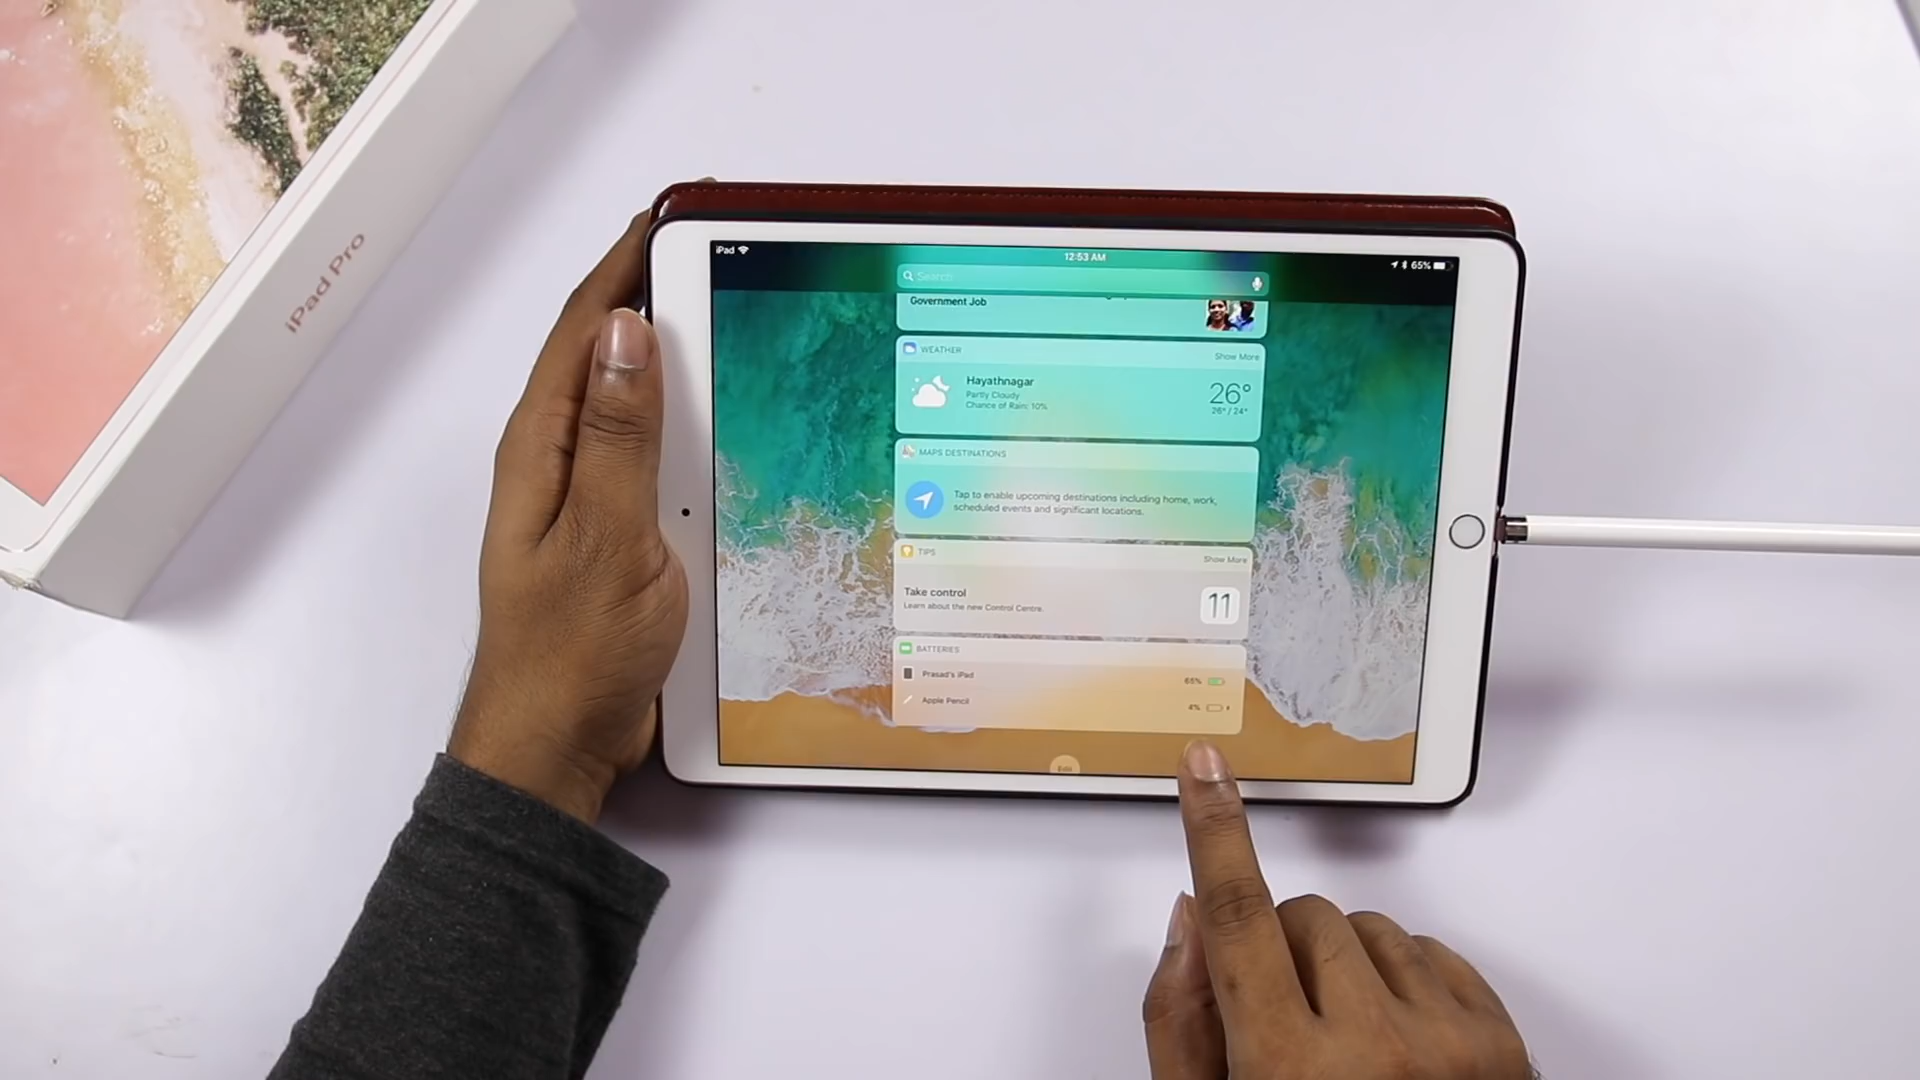 iPad Pro
iPad
12:53 AM
65%
Search
Government Job
WEATHER
Show More
Hayathnagar
Partly Cloudy
Chance of Rain: 10%
26°
26° / 24°
MAPS DESTINATIONS
Tap to enable upcoming destinations including home, work,
scheduled events and significant locations.
TIPS
Show More
Take control
Learn about the new Control Centre.
11
BATTERIES
Prasad's iPad
65%
Apple Pencil
4%
Edit